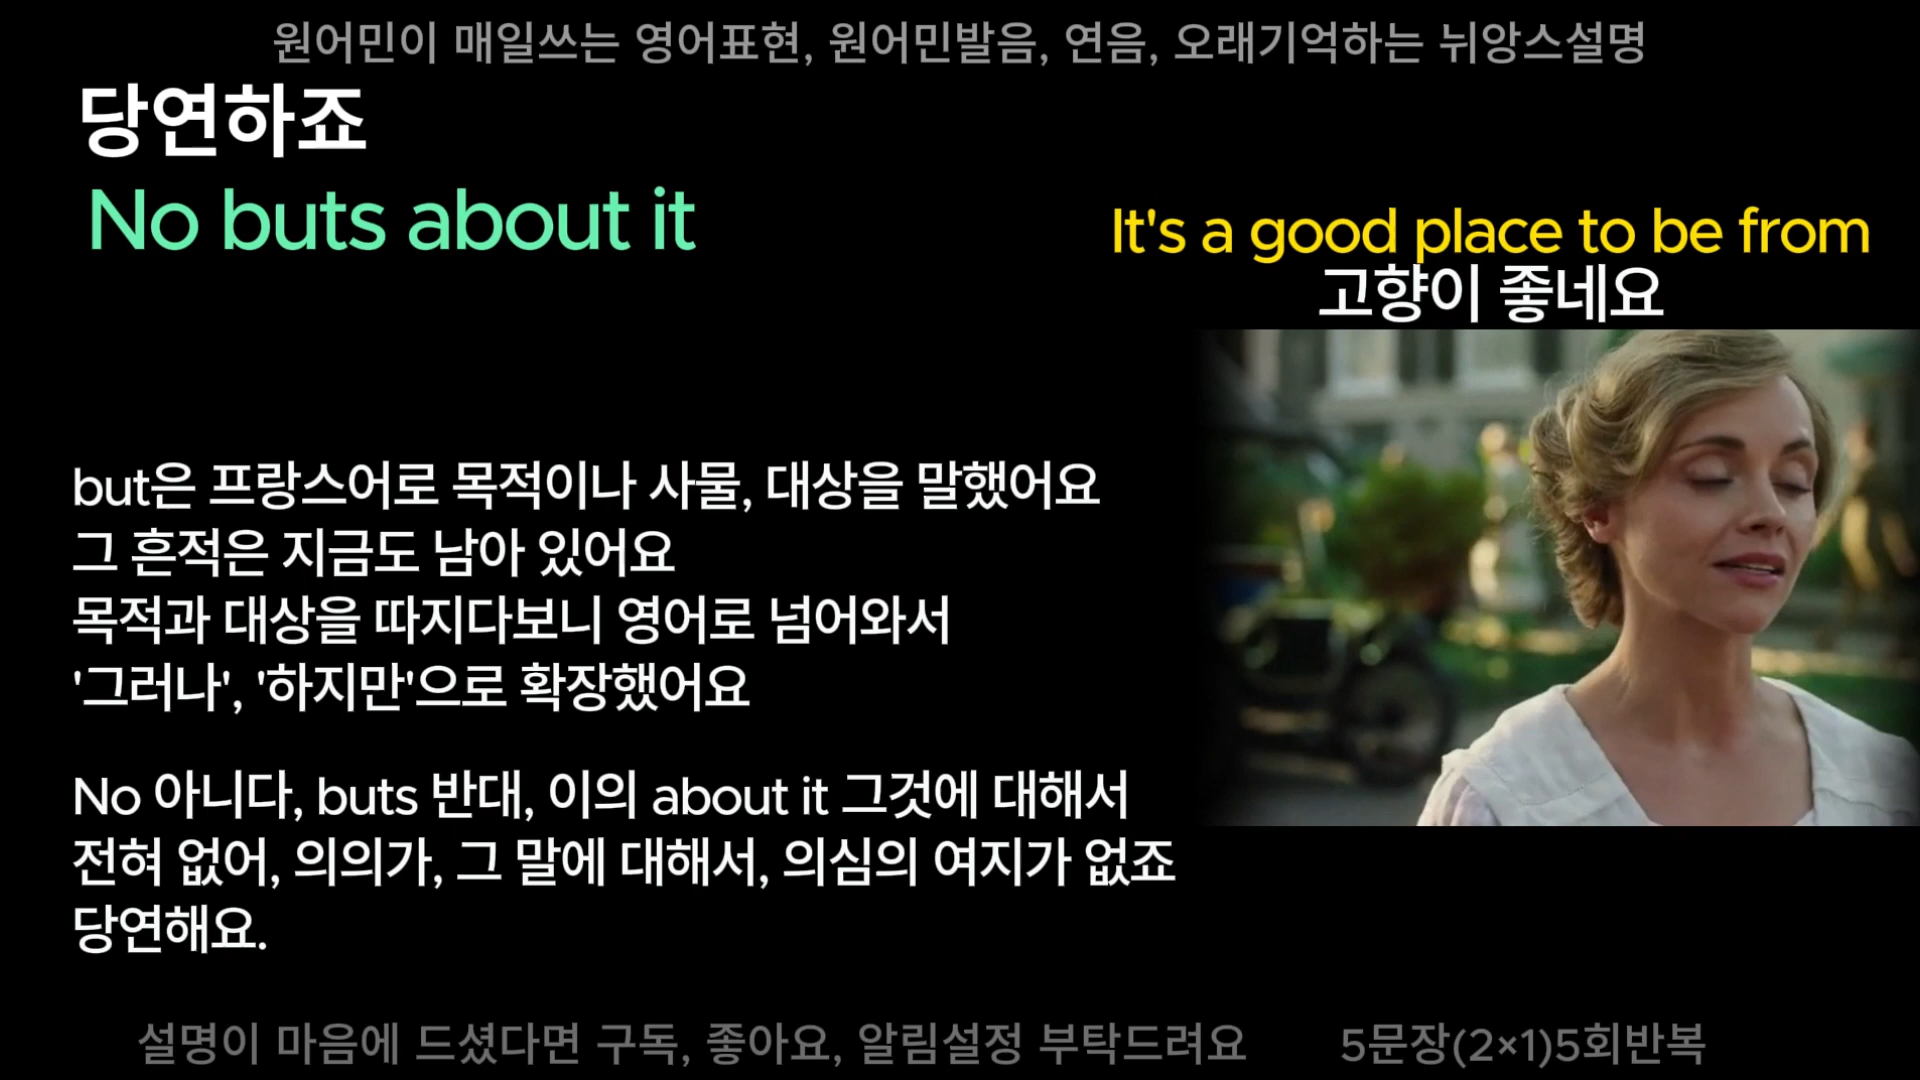 원어민이 매일쓰는 영어표현, 원어민발음, 연음, 오래기억하는 뉘앙스설명
당연하죠
No buts about it
It's a good place to be from
고향이 좋네요
but은 프랑스어로 목적이나 사물, 대상을 말했어요
그 흔적은 지금도 남아 있어요
목적과 대상을 따지다보니 영어로 넘어와서
'그러나', '하지만'으로 확장했어요
No 아니다, buts 반대, 이의 about it 그것에 대해서
전혀 없어, 의의가, 그 말에 대해서, 의심의 여지가 없죠
당연해요.
설명이 마음에 드셨다면 구독, 좋아요, 알림설정 부탁드려요
5문장(2×1)5회반복